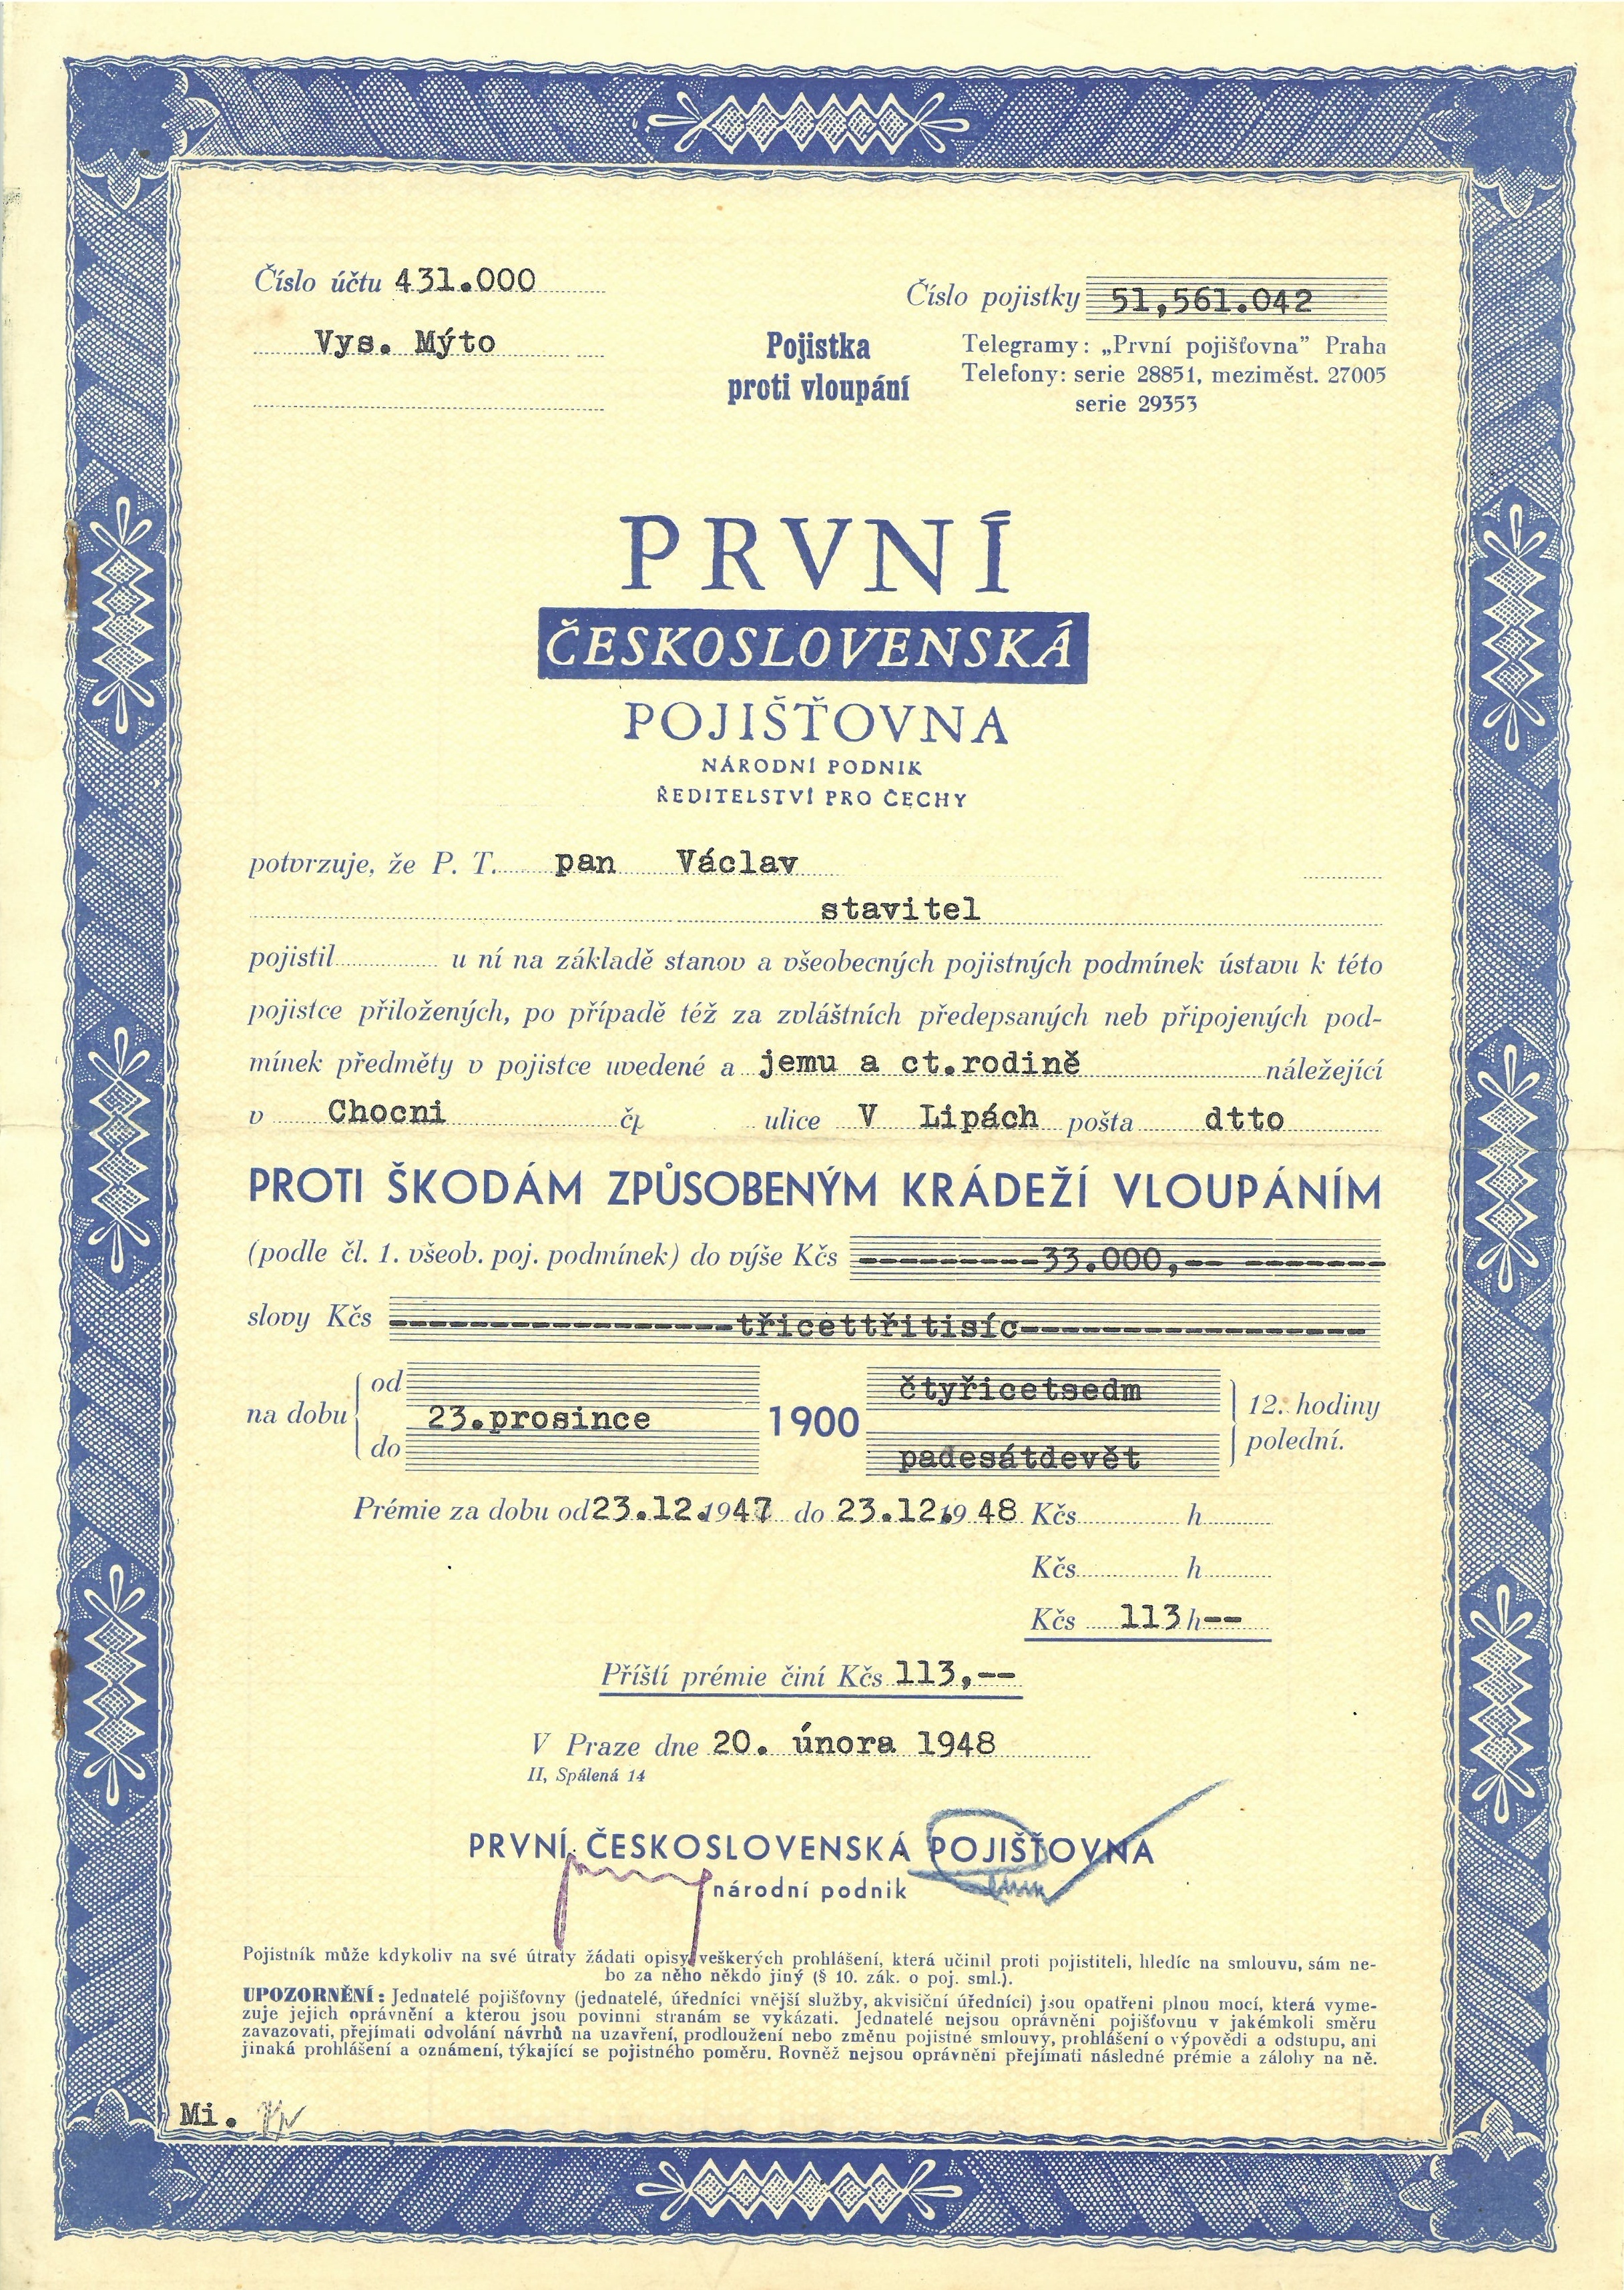 Číslo účtu 431.000
Číslo pojistky 51,561.042
Vys. Mýto
Pojistka
proti vloupání
Telegramy: „První pojišťovna” Praha
Telefony: serie 28851, meziměst. 27005
serie 29353
PRVNÍ
ČESKOSLOVENSKÁ
POJIŠŤOVNA
NÁRODNÍ PODNIK
ŘEDITELSTVÍ PRO ČECHY
potvrzuje, že P. T. pan Václav
stavitel
pojistil u ní na základě stanov a všeobecných pojistných podmínek ústavu k této
pojistce přiložených, po případě též za zvláštních předepsaných neb připojených pod-
mínek předměty v pojistce uvedené a jemu a ct.rodině náležející
v Chocni čp ulice V Lipách pošta dtto
PROTI ŠKODÁM ZPŮSOBENÝM KRÁDEŽÍ VLOUPÁNÍM
(podle čl. 1. všeob. poj. podmínek) do výše Kčs ---------33.000,-- -------
slovy Kčs -----------------třicettřitisíc-----------------
na dobu od do 23.prosince 1900 čtyřicetsedm padesátdevět 12. hodiny polední.
Prémie za dobu od 23.12.1947 do 23.12.1948 Kčs h
Kčs h
Kčs 113 h--
Příští prémie činí Kčs 113,--
V Praze dne 20. února 1948
II, Spálená 14
PRVNÍ ČESKOSLOVENSKÁ POJIŠŤOVNA
národní podnik
Pojistník může kdykoliv na své útraty žádati opisy veškerých prohlášení, která učinil proti pojistiteli, hledíc na smlouvu, sám ne-
bo za něho někdo jiný (§ 10. zák. o poj. sml.).
UPOZORNĚNÍ: Jednatelé pojišťovny (jednatelé, úředníci vnější služby, akvisiční úředníci) jsou opatřeni plnou mocí, která vyme-
zuje jejich oprávnění a kterou jsou povinni stranám se vykázati. Jednatelé nejsou oprávněni pojišťovnu v jakémkoli směru
zavazovati, přejímati odvolání návrhů na uzavření, prodloužení nebo změnu pojistné smlouvy, prohlášení o výpovědi a odstupu, ani
jinaká prohlášení a oznámení, týkající se pojistného poměru. Rovněž nejsou oprávněni přejímati následné prémie a zálohy na ně.
Mi.